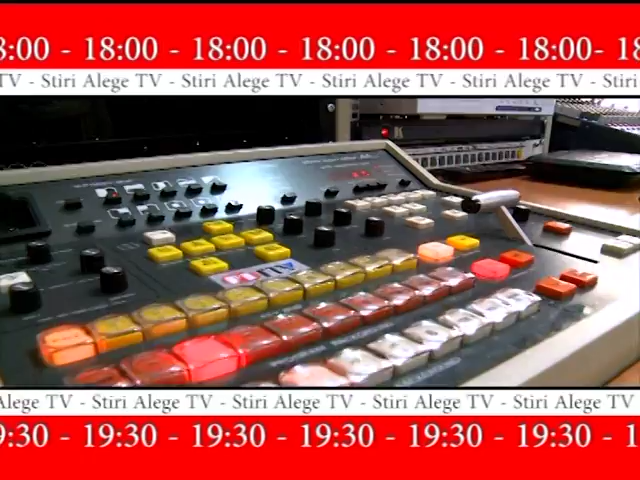 8:00 - 18:00 - 18:00 - 18:00 - 18:00 - 18:00- 18
TV - Stiri Alege TV - Stiri Alege TV - Stiri Alege TV - Stiri Alege TV - Stiri
Alege TV - Stiri Alege TV - Stiri Alege TV - Stiri Alege TV - Stiri Alege TV
9:30 - 19:30 - 19:30 - 19:30 - 19:30 - 19:30 - 1